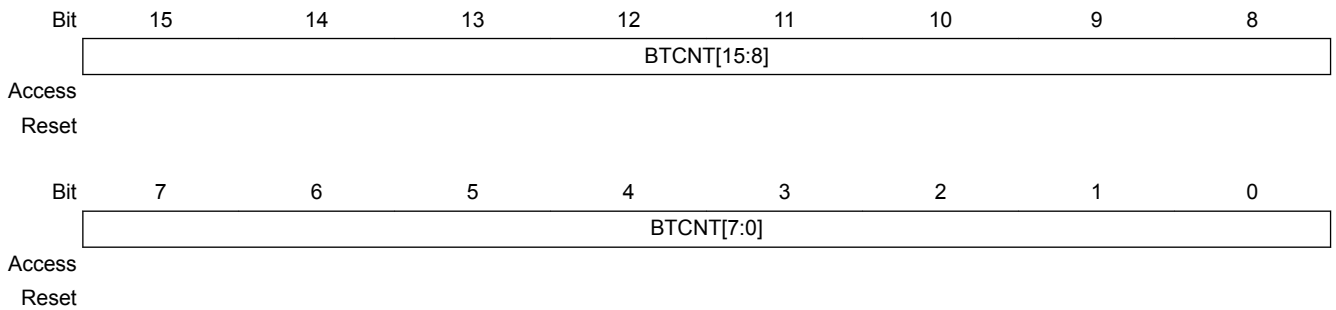 Bit 15 14 13 12 11 10 9 8
BTCNT[15:8]
Access
Reset
Bit 7 6 5 4 3 2 1 0
BTCNT[7:0]
Access
Reset